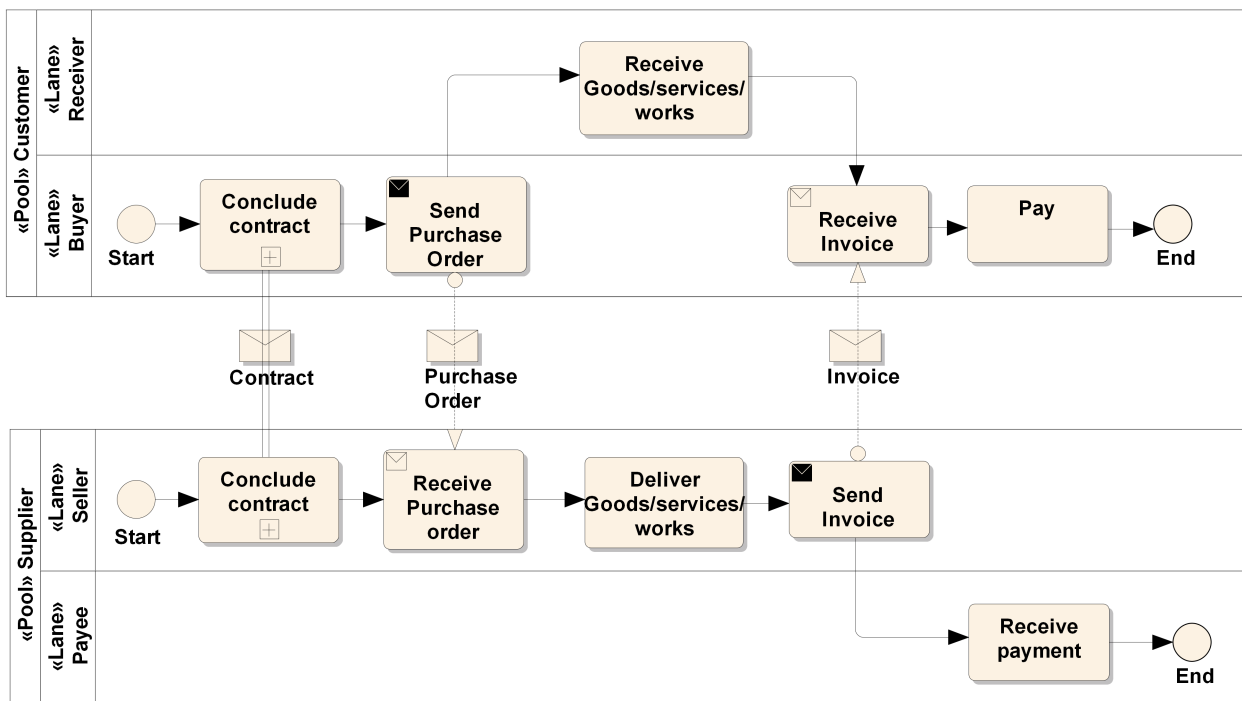 «Pool» Customer
«Lane»
Receiver
Receive
Goods/services/
works
«Lane»
Buyer
Start
Conclude
contract
Send
Purchase
Order
Receive
Invoice
Pay
End
Contract
Purchase
Order
Invoice
«Pool» Supplier
«Lane»
Seller
Start
Conclude
contract
Receive
Purchase
order
Deliver
Goods/services/
works
Send
Invoice
«Lane»
Payee
Receive
payment
End